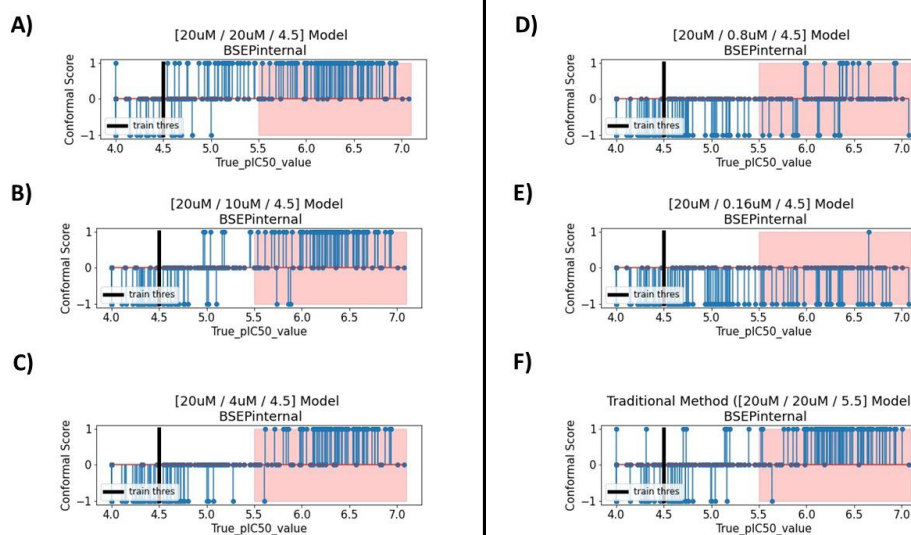 A)
[20uM / 20uM / 4.5] Model
BSEPinternal
Conformal Score
1
0
−1
train thres
4.0 4.5 5.0 5.5 6.0 6.5 7.0
True_pIC50_value
B)
[20uM / 10uM / 4.5] Model
BSEPinternal
Conformal Score
1
0
−1
train thres
4.0 4.5 5.0 5.5 6.0 6.5 7.0
True_pIC50_value
C)
[20uM / 4uM / 4.5] Model
BSEPinternal
Conformal Score
1
0
−1
train thres
4.0 4.5 5.0 5.5 6.0 6.5 7.0
True_pIC50_value
D)
[20uM / 0.8uM / 4.5] Model
BSEPinternal
Conformal Score
1
0
−1
train thres
4.0 4.5 5.0 5.5 6.0 6.5 7.0
True_pIC50_value
E)
[20uM / 0.16uM / 4.5] Model
BSEPinternal
Conformal Score
1
0
−1
train thres
4.0 4.5 5.0 5.5 6.0 6.5 7.0
True_pIC50_value
F)
Traditional Method ([20uM / 20uM / 5.5] Model
BSEPinternal
Conformal Score
1
0
−1
train thres
4.0 4.5 5.0 5.5 6.0 6.5 7.0
True_pIC50_value